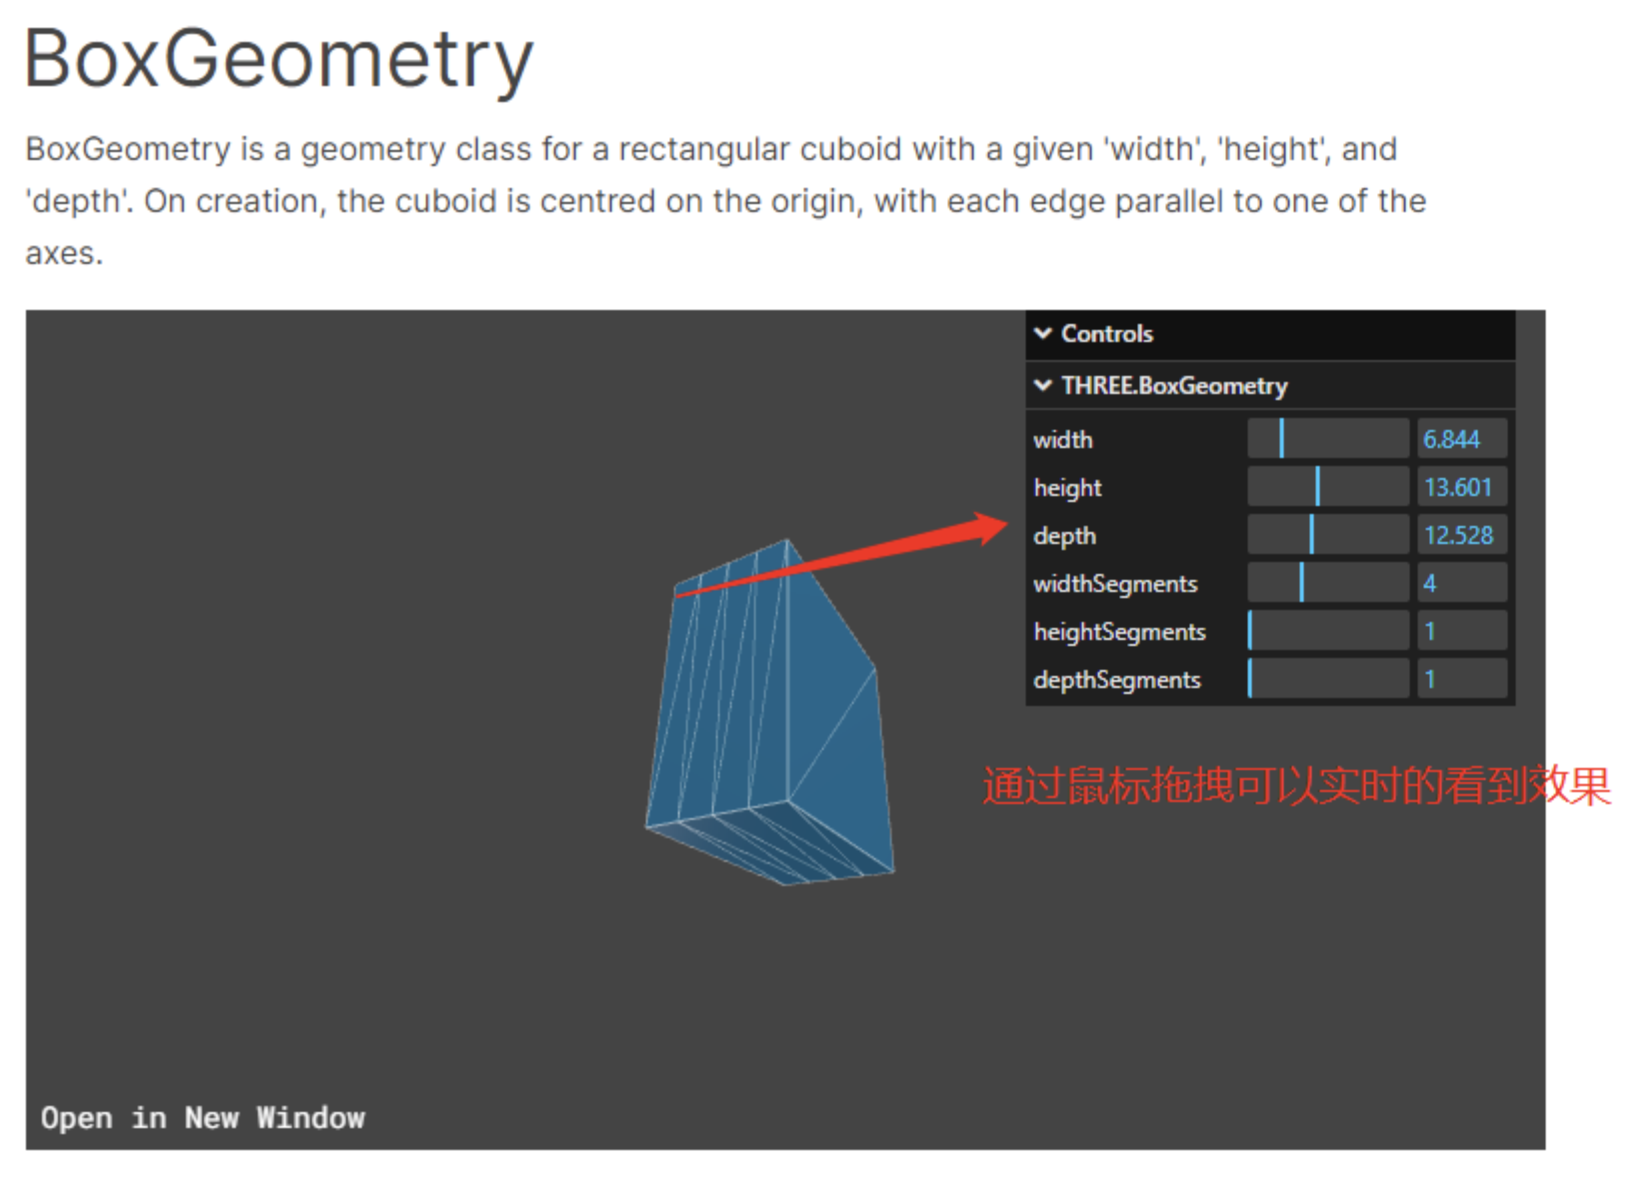 BoxGeometry
BoxGeometry is a geometry class for a rectangular cuboid with a given 'width', 'height', and
'depth'. On creation, the cuboid is centred on the origin, with each edge parallel to one of the
axes.
Controls
THREE.BoxGeometry
width 6.844
height 13.601
depth 12.528
widthSegments 4
heightSegments 1
depthSegments 1
通过鼠标拖拽可以实时的看到效果
Open in New Window